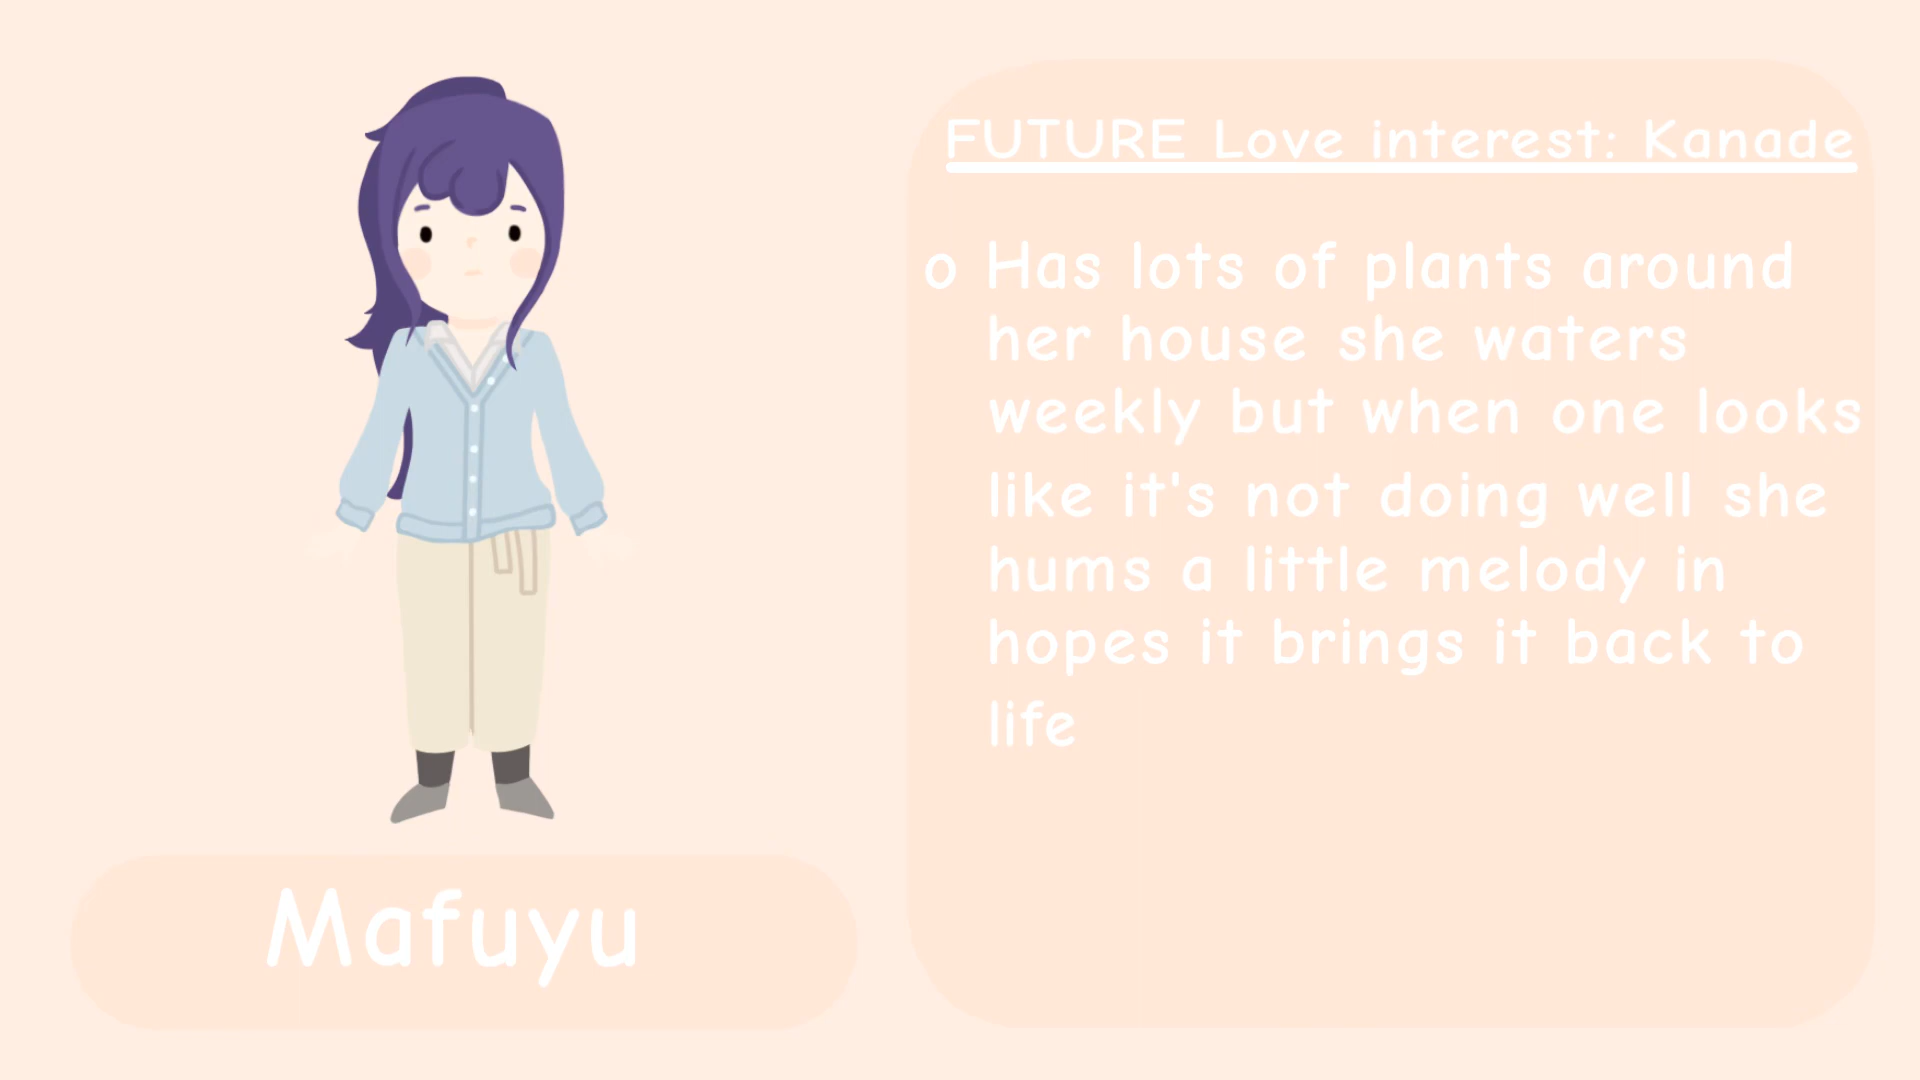 FUTURE Love interest: Kanade
o Has lots of plants around
her house she waters
weekly but when one looks
like it's not doing well she
hums a little melody in
hopes it brings it back to
life
Mafuyu